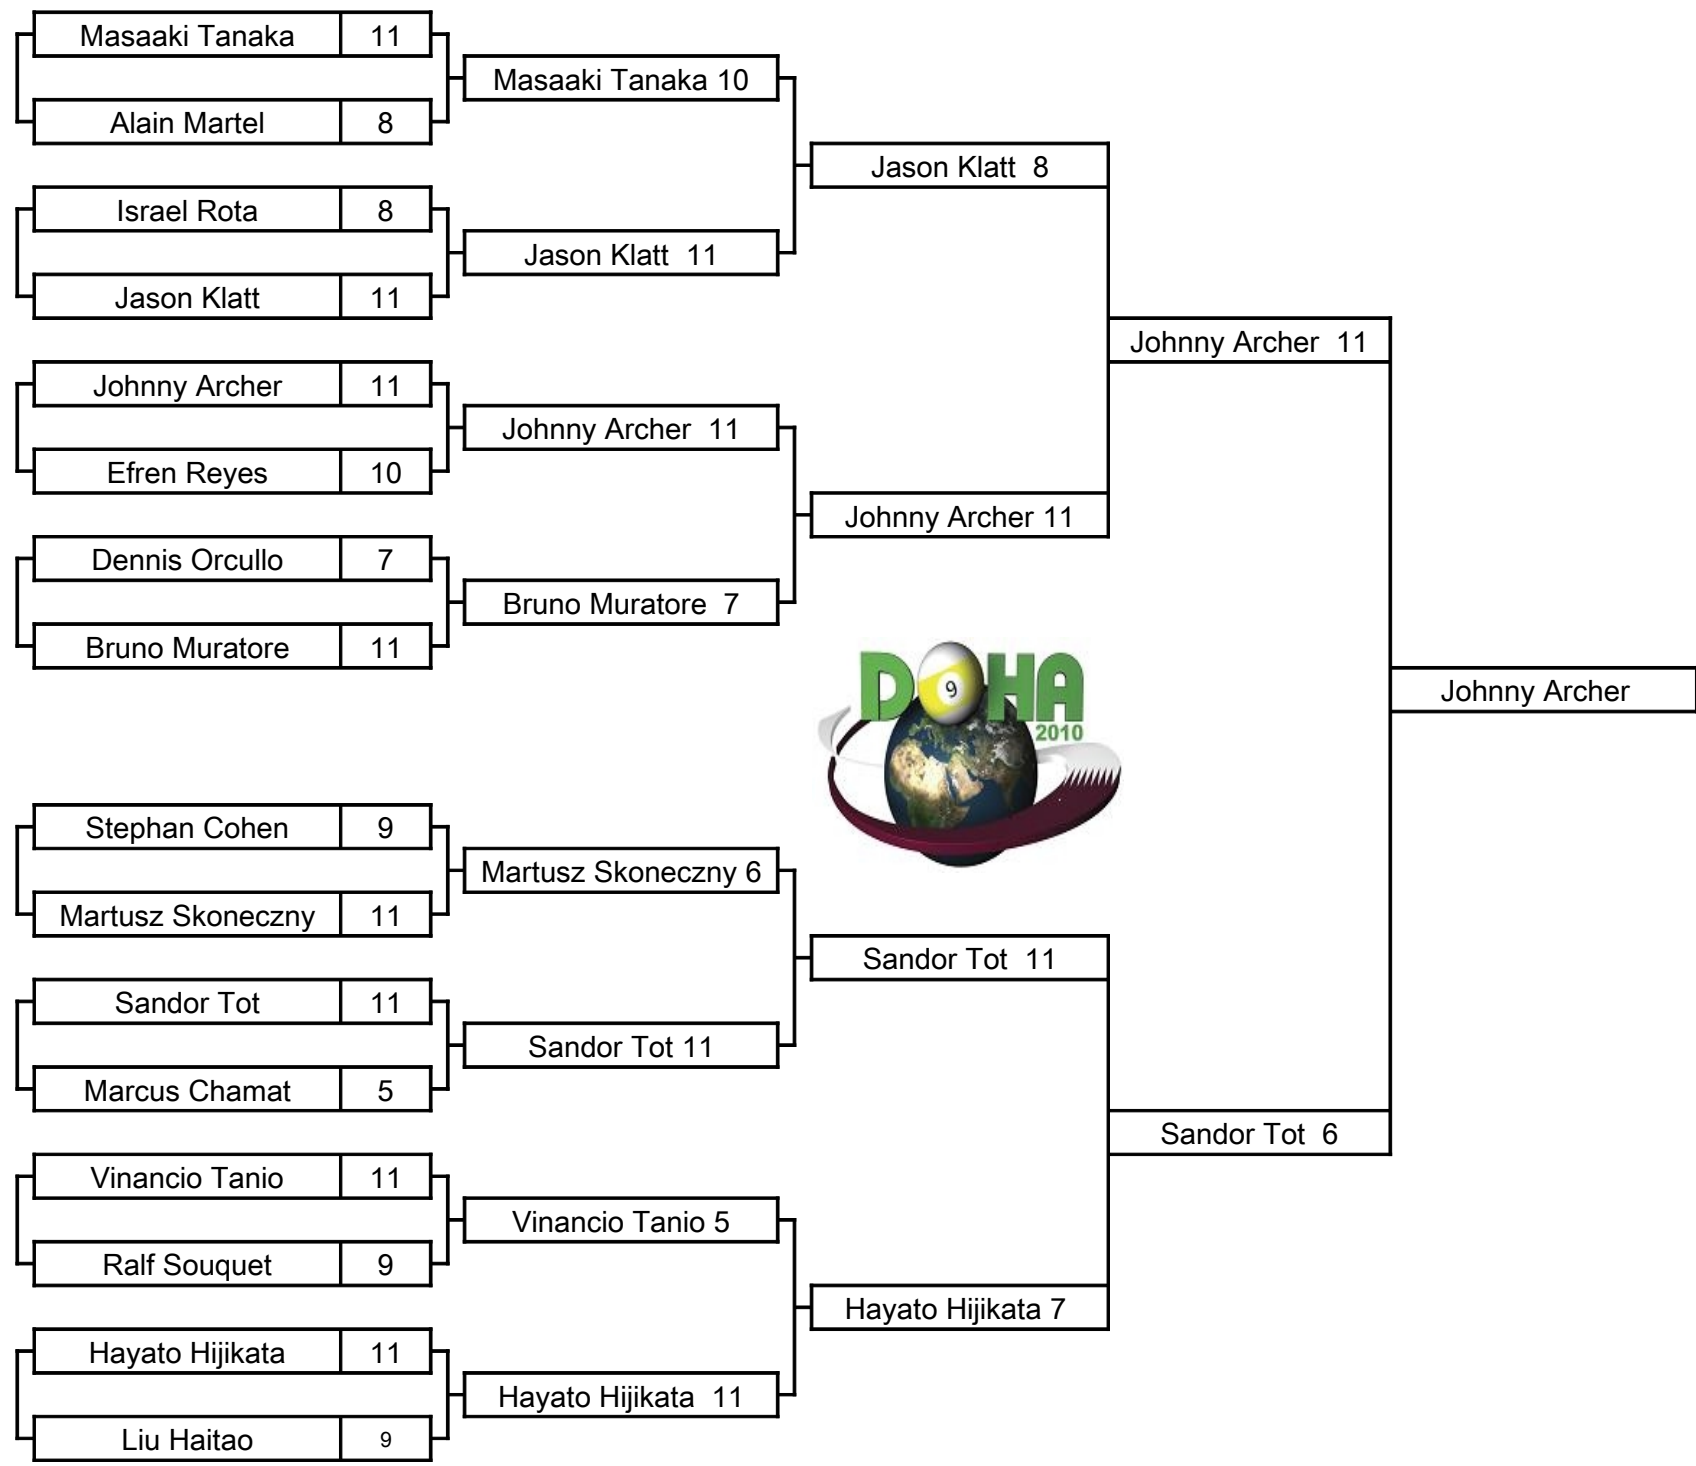 Masaaki Tanaka 11
Masaaki Tanaka 10
Alain Martel 8
Jason Klatt 8
Israel Rota 8
Jason Klatt 11
Jason Klatt 11
Johnny Archer 11
Johnny Archer 11
Johnny Archer 11
Efren Reyes 10
Johnny Archer 11
Dennis Orcullo 7
Bruno Muratore 7
Bruno Muratore 11
DOHA
9
2010
Johnny Archer
Stephan Cohen 9
Martusz Skoneczny 6
Martusz Skoneczny 11
Sandor Tot 11
Sandor Tot 11
Sandor Tot 11
Marcus Chamat 5
Sandor Tot 6
Vinancio Tanio 11
Vinancio Tanio 5
Ralf Souquet 9
Hayato Hijikata 7
Hayato Hijikata 11
Hayato Hijikata 11
Liu Haitao 9